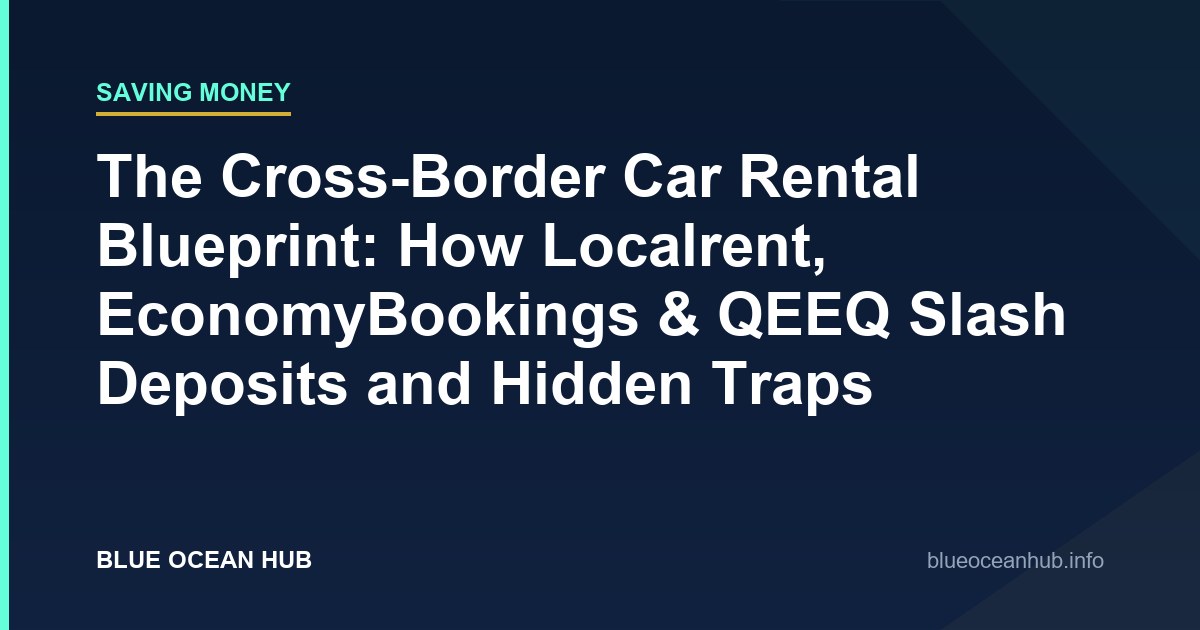 SAVING MONEY
The Cross-Border Car Rental
Blueprint: How Localrent,
EconomyBookings & QEEQ Slash
Deposits and Hidden Traps
BLUE OCEAN HUB
blueoceanhub.info